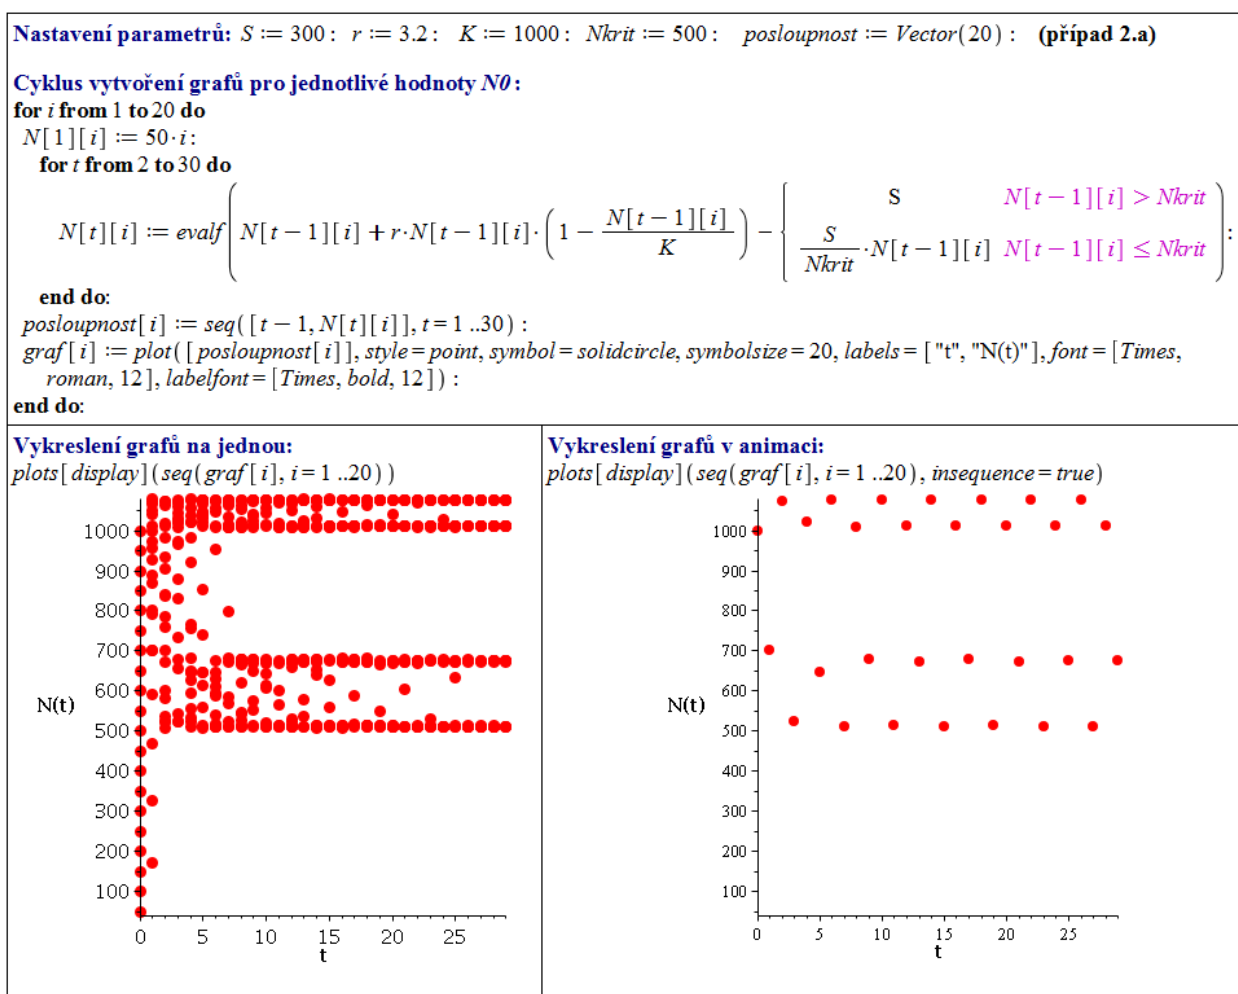 Nastavení parametrů: S := 300 : r := 3.2 : K := 1000 : Nkrit := 500 : posloupnost := Vector(20) : (případ 2.a)
Cyklus vytvoření grafů pro jednotlivé hodnoty N0 :
for i from 1 to 20 do
N[1][i] := 50·i :
for t from 2 to 30 do
N[t][i] := evalf( N[t − 1][i] + r·N[t − 1][i]·( 1 − N[t − 1][i] / K ) − { S N[t − 1][i] > Nkrit
S / Nkrit ·N[t − 1][i] N[t − 1][i] ≤ Nkrit ) :
end do:
posloupnost[i] := seq([t − 1, N[t][i]], t = 1 ..30) :
graf[i] := plot([posloupnost[i]], style = point, symbol = solidcircle, symbolsize = 20, labels = ["t", "N(t)"], font = [Times,
roman, 12], labelfont = [Times, bold, 12]) :
end do:
Vykreslení grafů na jednou:
plots[display](seq(graf[i], i = 1 ..20))
1000
900
800
700
N(t)
600
500
400
300
200
100
0 5 10 15 20 25
t
Vykreslení grafů v animaci:
plots[display](seq(graf[i], i = 1 ..20), insequence = true)
1000
900
800
700
N(t)
600
500
400
300
200
100
0 5 10 15 20 25
t